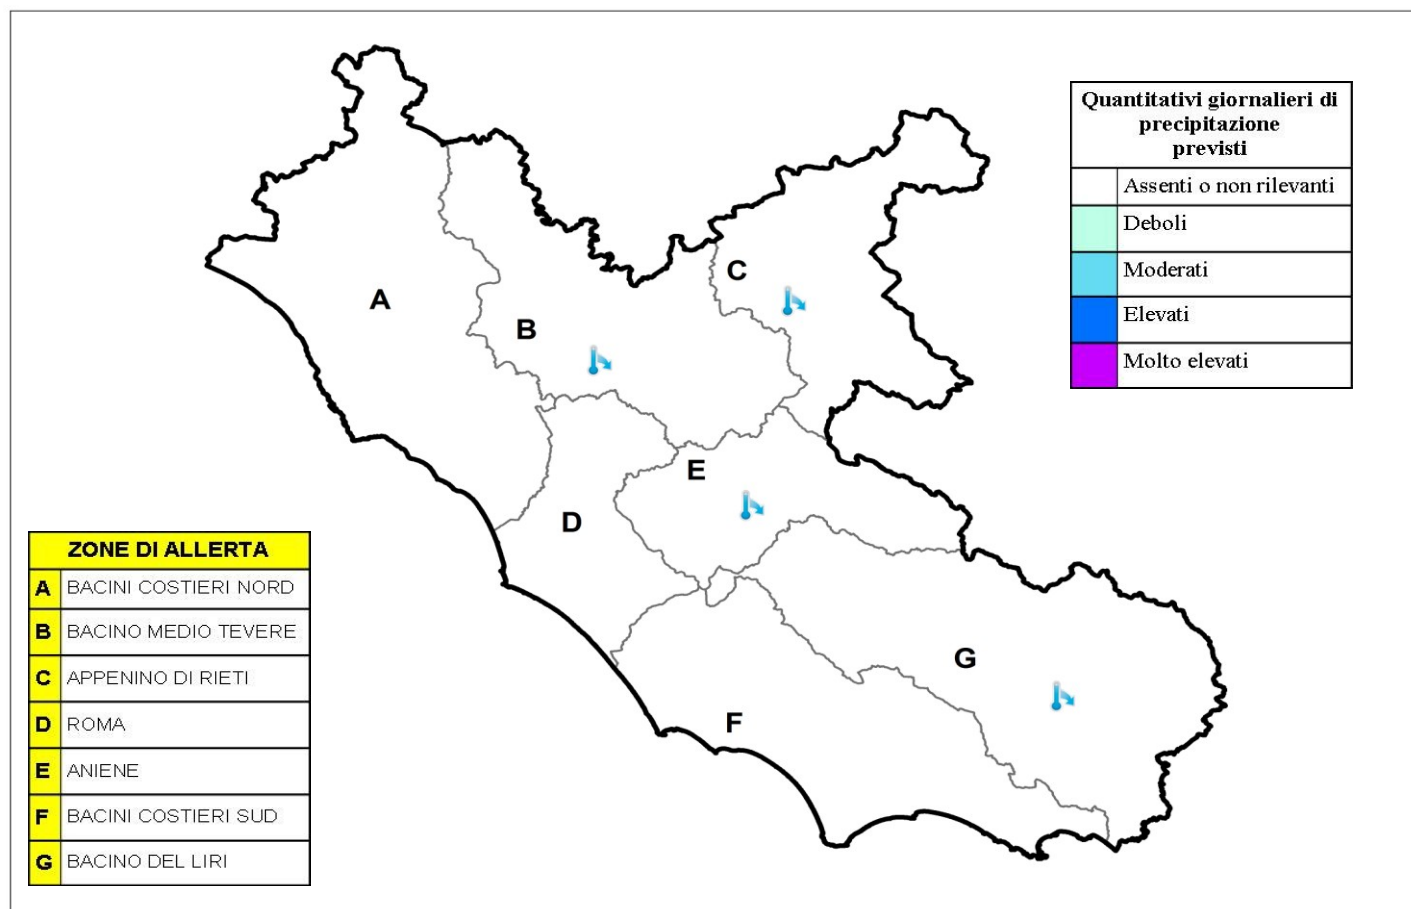 Quantitativi giornalieri di
precipitazione
previsti
Assenti o non rilevanti
Deboli
Moderati
Elevati
Molto elevati
A
B
C
D
E
F
G
ZONE DI ALLERTA
A BACINI COSTIERI NORD
B BACINO MEDIO TEVERE
C APPENINO DI RIETI
D ROMA
E ANIENE
F BACINI COSTIERI SUD
G BACINO DEL LIRI